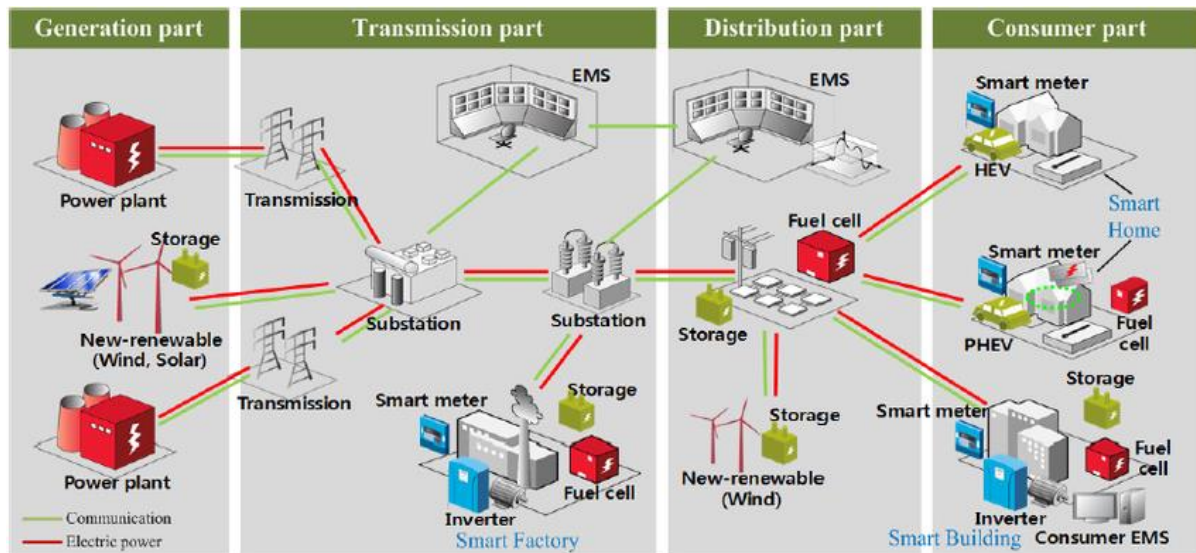 Generation part
Transmission part
Distribution part
Consumer part
Power plant
Storage
New-renewable
(Wind, Solar)
Power plant
Communication
Electric power
EMS
Transmission
Substation
Substation
Transmission
Smart meter
Storage
Fuel cell
Inverter
Smart Factory
EMS
Fuel cell
Storage
Storage
New-renewable
(Wind)
Smart meter
HEV
Smart
Home
Smart meter
PHEV
Fuel
cell
Storage
Smart meter
Fuel
cell
Inverter
Consumer EMS
Smart Building